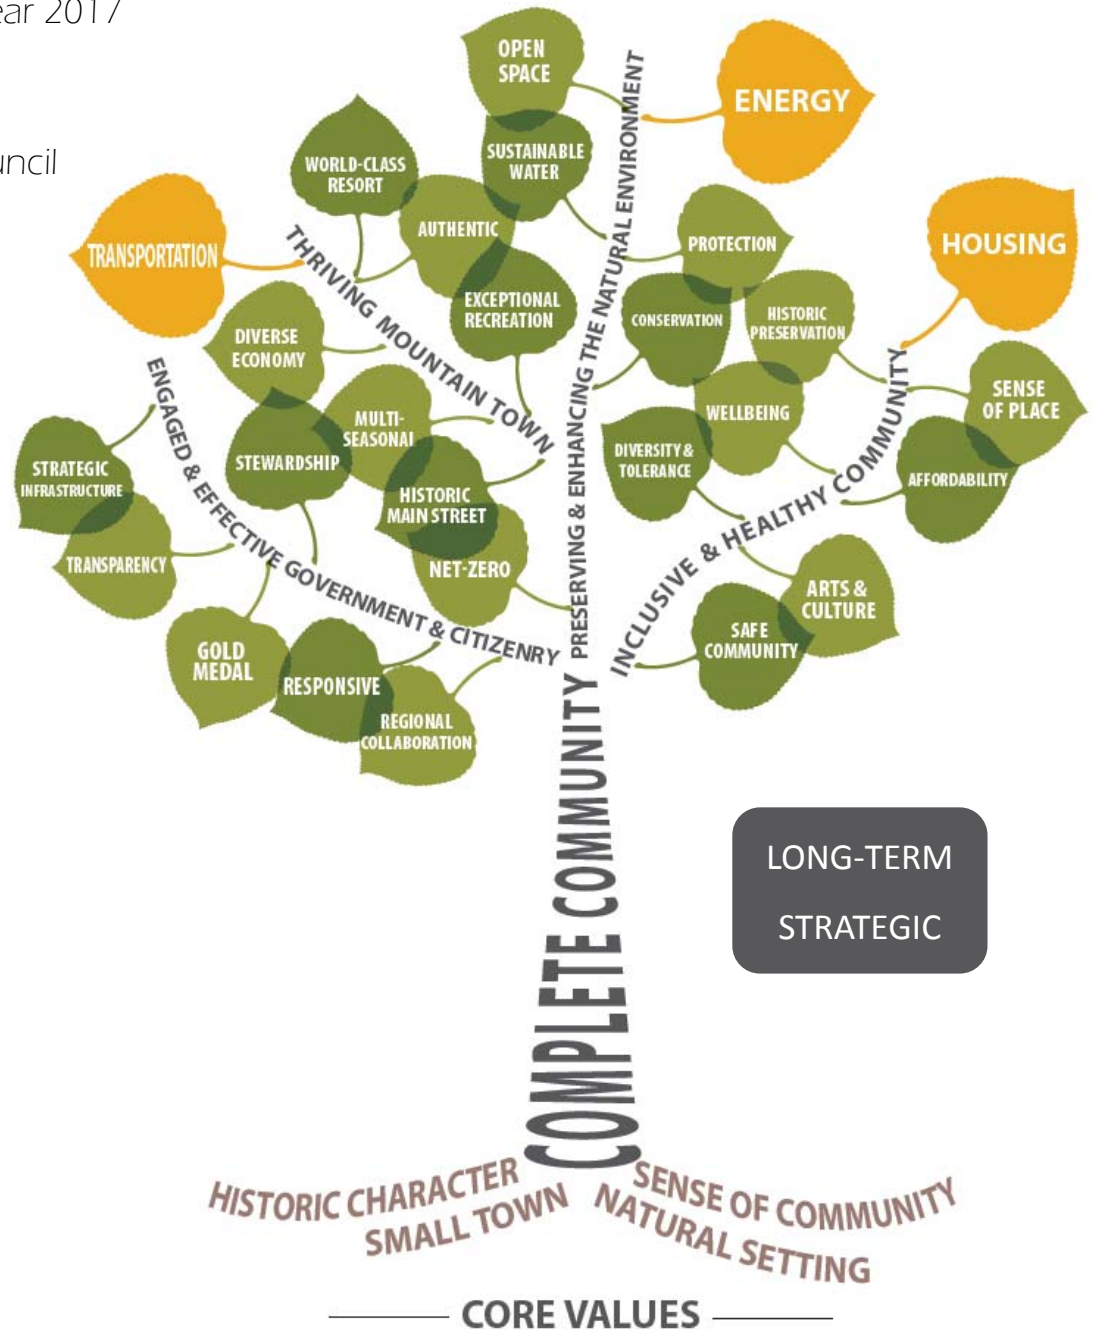 ear 2017
uncil
OPEN
SPACE
ENERGY
SUSTAINABLE
WATER
WORLD-CLASS
RESORT
AUTHENTIC
TRANSPORTATION
PROTECTION
HOUSING
EXCEPTIONAL
RECREATION
CONSERVATION
HISTORIC
PRESERVATION
DIVERSE
ECONOMY
THRIVING MOUNTAIN TOWN
PRESERVING & ENHANCING THE NATURAL ENVIRONMENT
SENSE
OF PLACE
MULTI-
SEASONAI
WELLBEING
STEWARDSHIP
DIVERSITY &
TOLERANCE
STRATEGIC
INFRASTRUCTURE
AFFORDABILITY
HISTORIC
MAIN STREET
ENGAGED & EFFECTIVE GOVERNMENT & CITIZENRY
INCLUSIVE & HEALTHY COMMUNITY
TRANSPARENCY
NET-ZERO
ARTS &
CULTURE
SAFE
COMMUNITY
GOLD
MEDAL
RESPONSIVE
REGIONAL
COLLABORATION
COMPLETE COMMUNITY
LONG-TERM
STRATEGIC
HISTORIC CHARACTER
SENSE OF COMMUNITY
SMALL TOWN
NATURAL SETTING
CORE VALUES